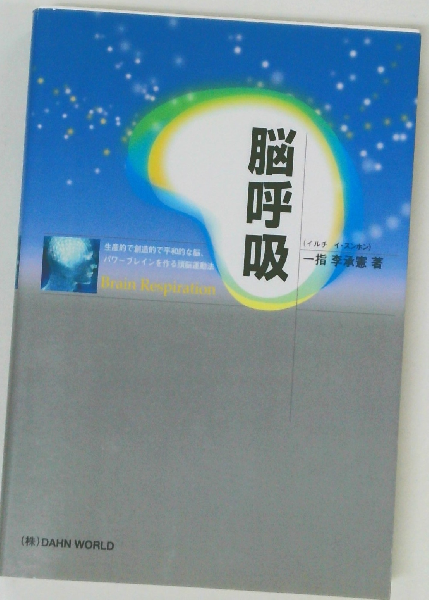 脳呼吸
(イルチ イ・スンホン)
一指 李承憲 著
生産的で創造的で平和的な脳、
パワーブレインを作る頭脳運動法
Brain Respiration
(株)DAHN WORLD